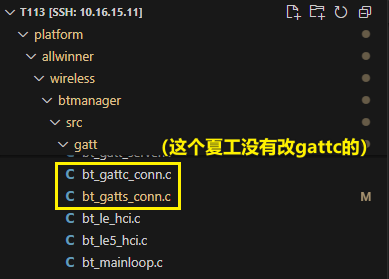 T113 [SSH: 10.16.15.11]
platform
allwinner
wireless
btmanager
src
gatt
（这个夏工没有改gattc的）
C bt_gattc_conn.c
C bt_gatts_conn.c M
C bt_le_hci.c
C bt_le5_hci.c
C bt_mainloop.c